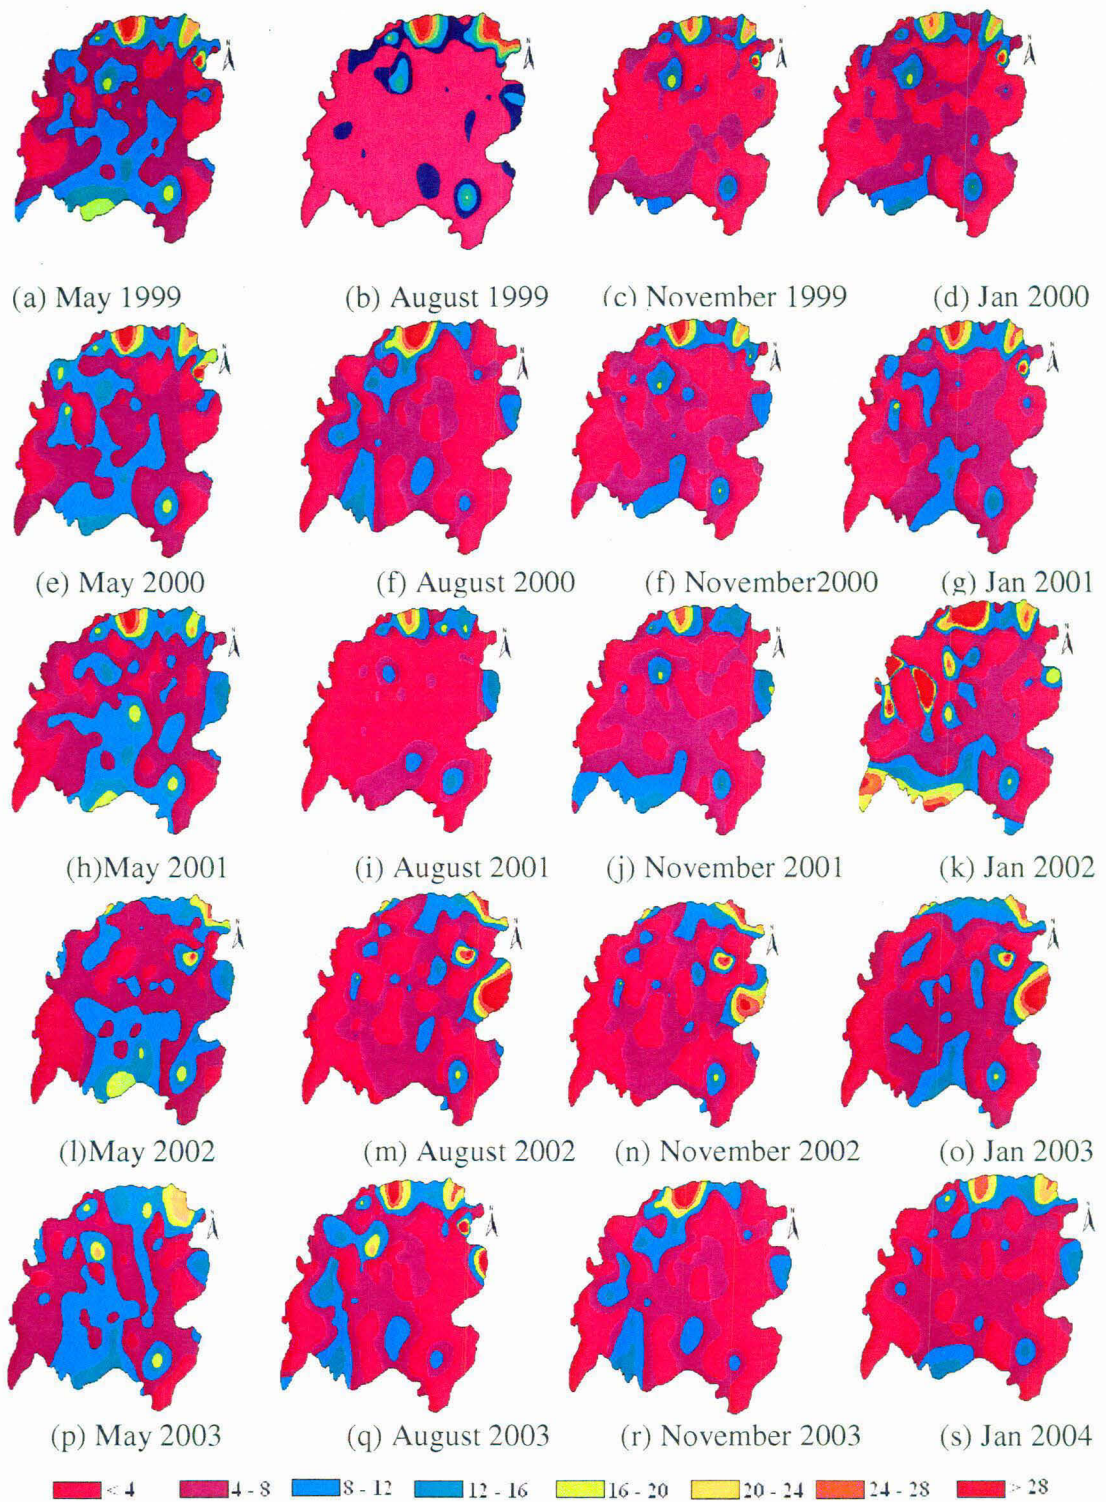 N N N N
(a) May 1999 (b) August 1999 (c) November 1999 (d) Jan 2000
N N N N
(e) May 2000 (f) August 2000 (f) November2000 (g) Jan 2001
N N N N
(h)May 2001 (i) August 2001 (j) November 2001 (k) Jan 2002
N N N N
(l)May 2002 (m) August 2002 (n) November 2002 (o) Jan 2003
N N N N
(p) May 2003 (q) August 2003 (r) November 2003 (s) Jan 2004
< 4 4 - 8 8 - 12 12 - 16 16 - 20 20 - 24 24 - 28 > 28